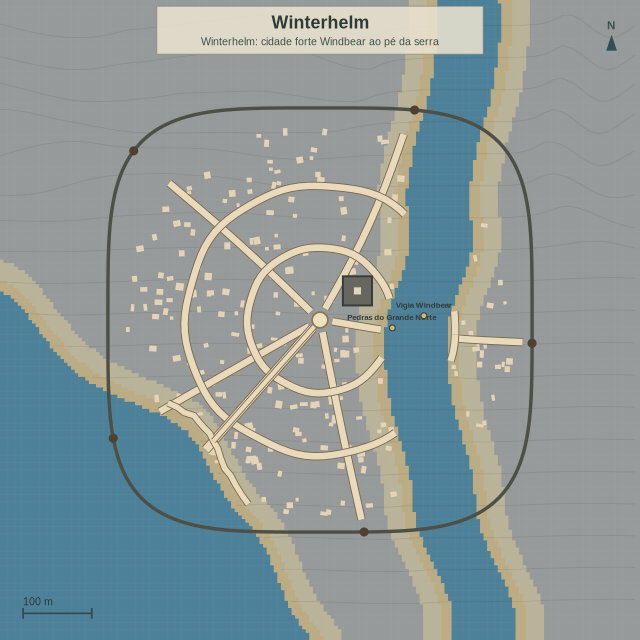 Winterhelm
Winterhelm: cidade forte Windbear ao pé da serra
N
Vigia Windbear
Pedras do Grande Norte
100 m